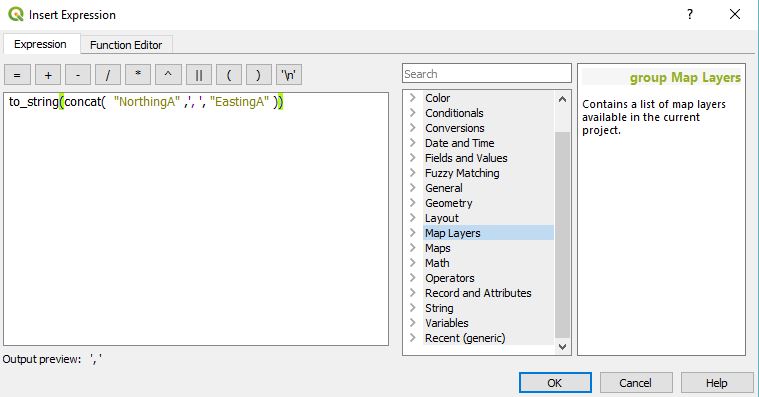 Insert Expression
?
Expression
Function Editor
= + - / * ^ || ( ) '\n'
to_string(concat( "NorthingA" ,', ', "EastingA" ))
Output preview: ', '
Search
Color
Conditionals
Conversions
Date and Time
Fields and Values
Fuzzy Matching
General
Geometry
Layout
Map Layers
Maps
Math
Operators
Record and Attributes
String
Variables
Recent (generic)
group Map Layers
Contains a list of map layers
available in the current
project.
OK
Cancel
Help